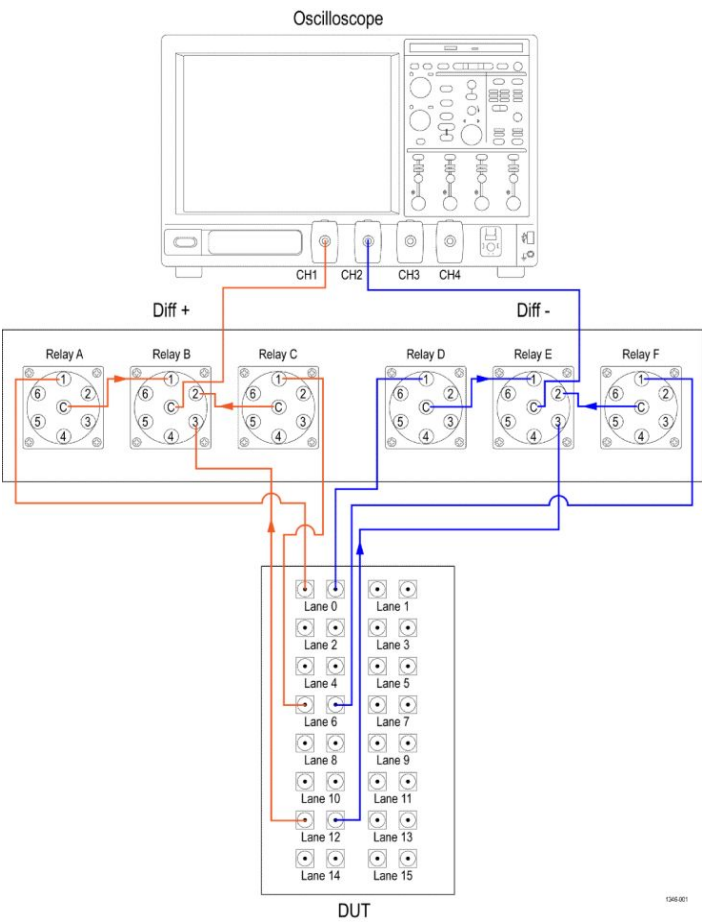 Oscilloscope
CH1 CH2 CH3 CH4
Diff + Diff -
Relay A Relay B Relay C Relay D Relay E Relay F
1 1 1 1 1 1
6 2 6 2 6 2 6 2 6 2 6 2
C C C C C C
5 3 5 3 5 3 5 3 5 3 5 3
4 4 4 4 4 4
Lane 0 Lane 1
Lane 2 Lane 3
Lane 4 Lane 5
Lane 6 Lane 7
Lane 8 Lane 9
Lane 10 Lane 11
Lane 12 Lane 13
Lane 14 Lane 15
DUT
1346-001